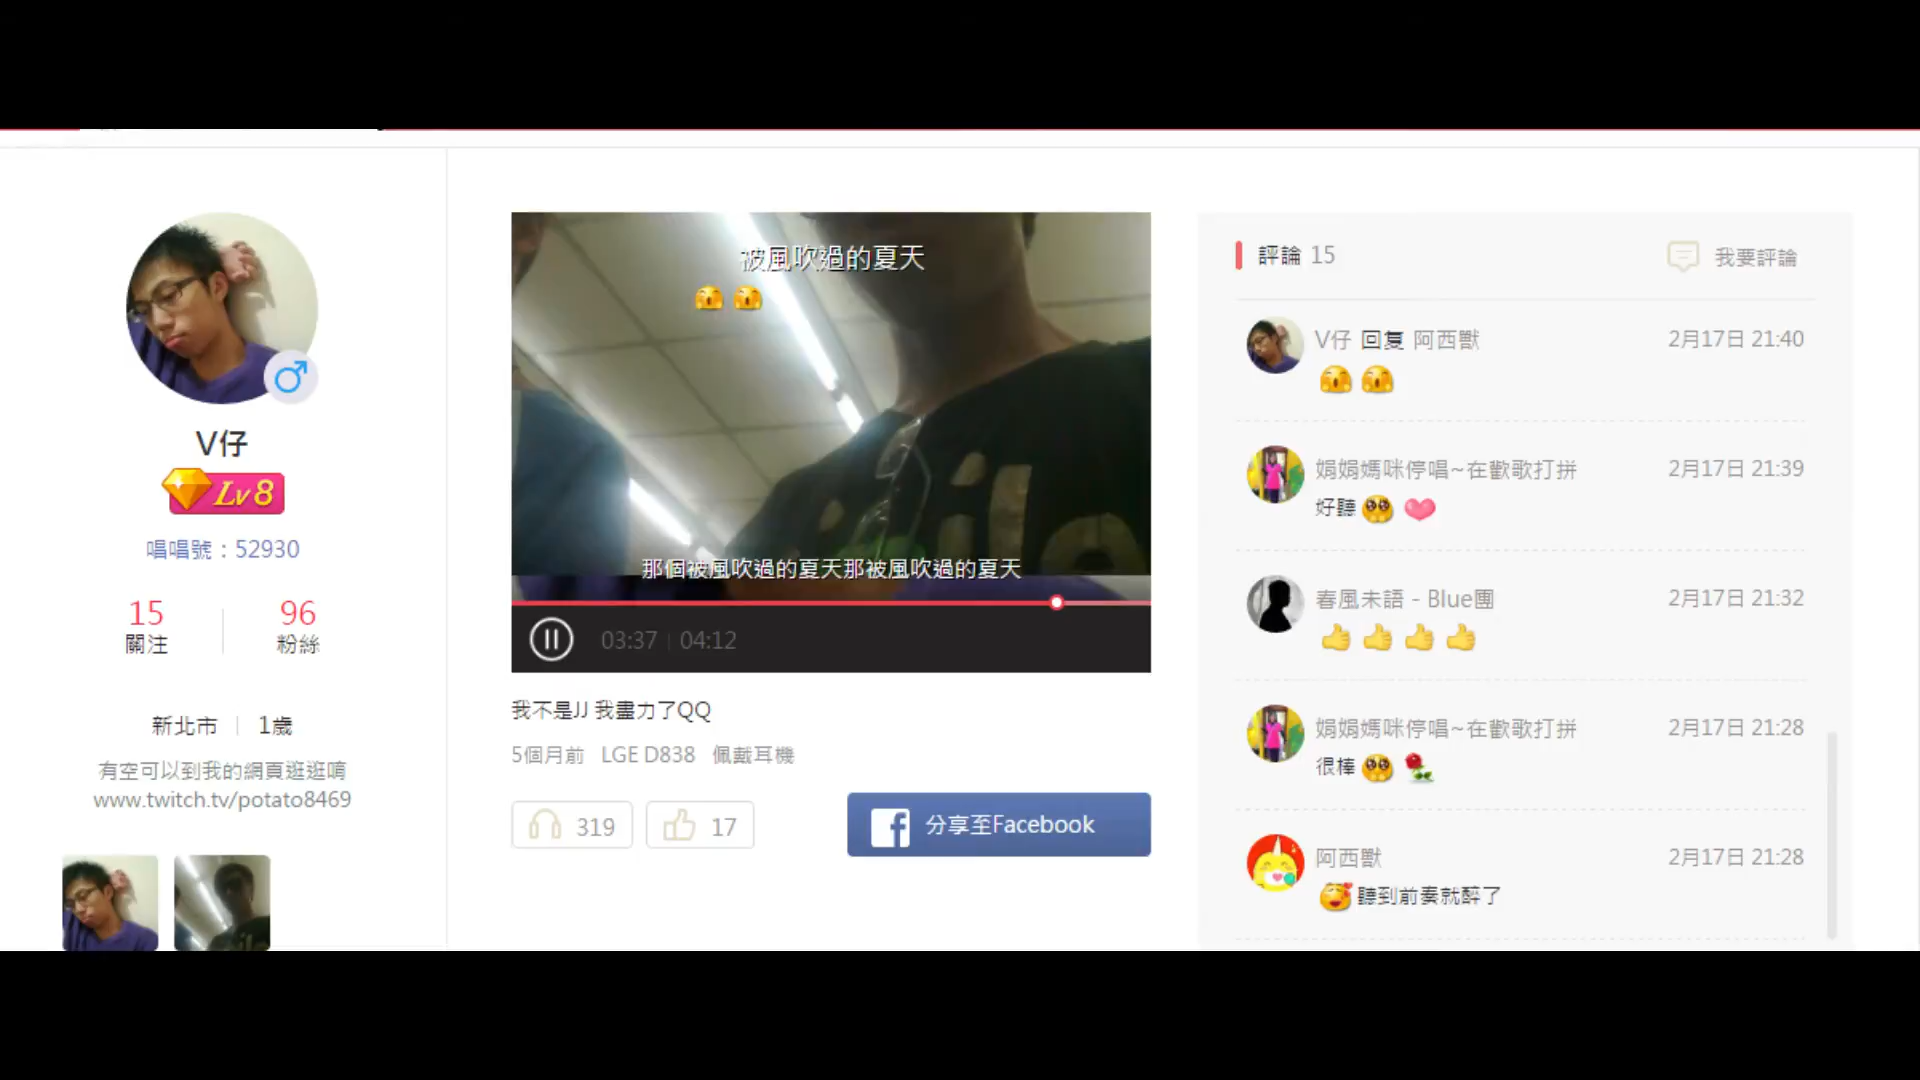 V仔
Lv 8
唱唱號：52930
15
關注
96
粉絲
新北市
1歲
有空可以到我的網頁逛逛唷
www.twitch.tv/potato8469
被風吹過的夏天
那個被風吹過的夏天那被風吹過的夏天
03:37 | 04:12
我不是JJ 我盡力了QQ
5個月前 LGE D838 佩戴耳機
319
17
分享至Facebook
評論 15
我要評論
V仔 回复 阿西獸
2月17日 21:40
娟娟媽咪停唱~在歡歌打拼
2月17日 21:39
好聽
春風未語 - Blue團
2月17日 21:32
娟娟媽咪停唱~在歡歌打拼
2月17日 21:28
很棒
阿西獸
2月17日 21:28
聽到前奏就醉了